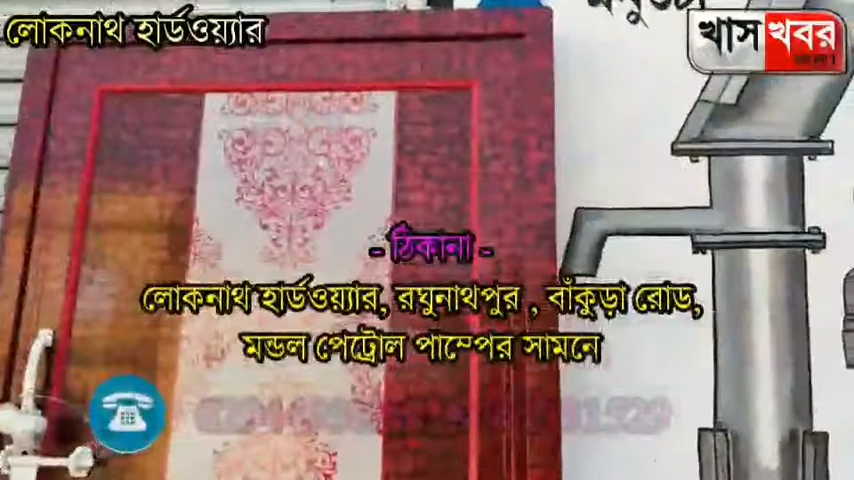 লোকনাথ হার্ডওয়্যার
খাস খবর
- ঠিকানা -
লোকনাথ হার্ডওয়্যার, রঘুনাথপুর , বাঁকুড়া রোড,
মন্ডল পেট্রোল পাম্পের সামনে